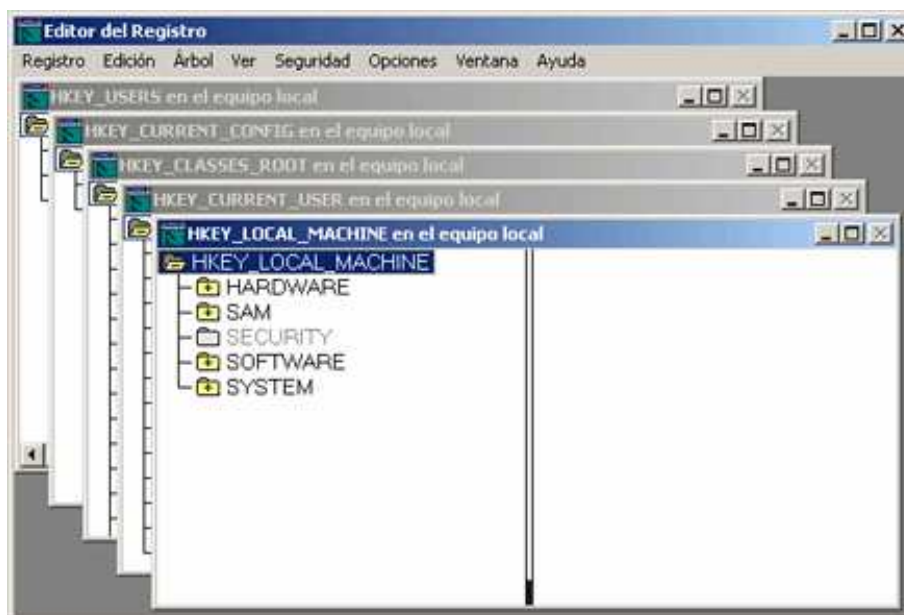 Editor del Registro
Registro Edición Árbol Ver Seguridad Opciones Ventana Ayuda
HKEY_USERS en el equipo local
HKEY_CURRENT_CONFIG en el equipo local
HKEY_CLASSES_ROOT en el equipo local
HKEY_CURRENT_USER en el equipo local
HKEY_LOCAL_MACHINE en el equipo local
HKEY_LOCAL_MACHINE
HARDWARE
SAM
SECURITY
SOFTWARE
SYSTEM